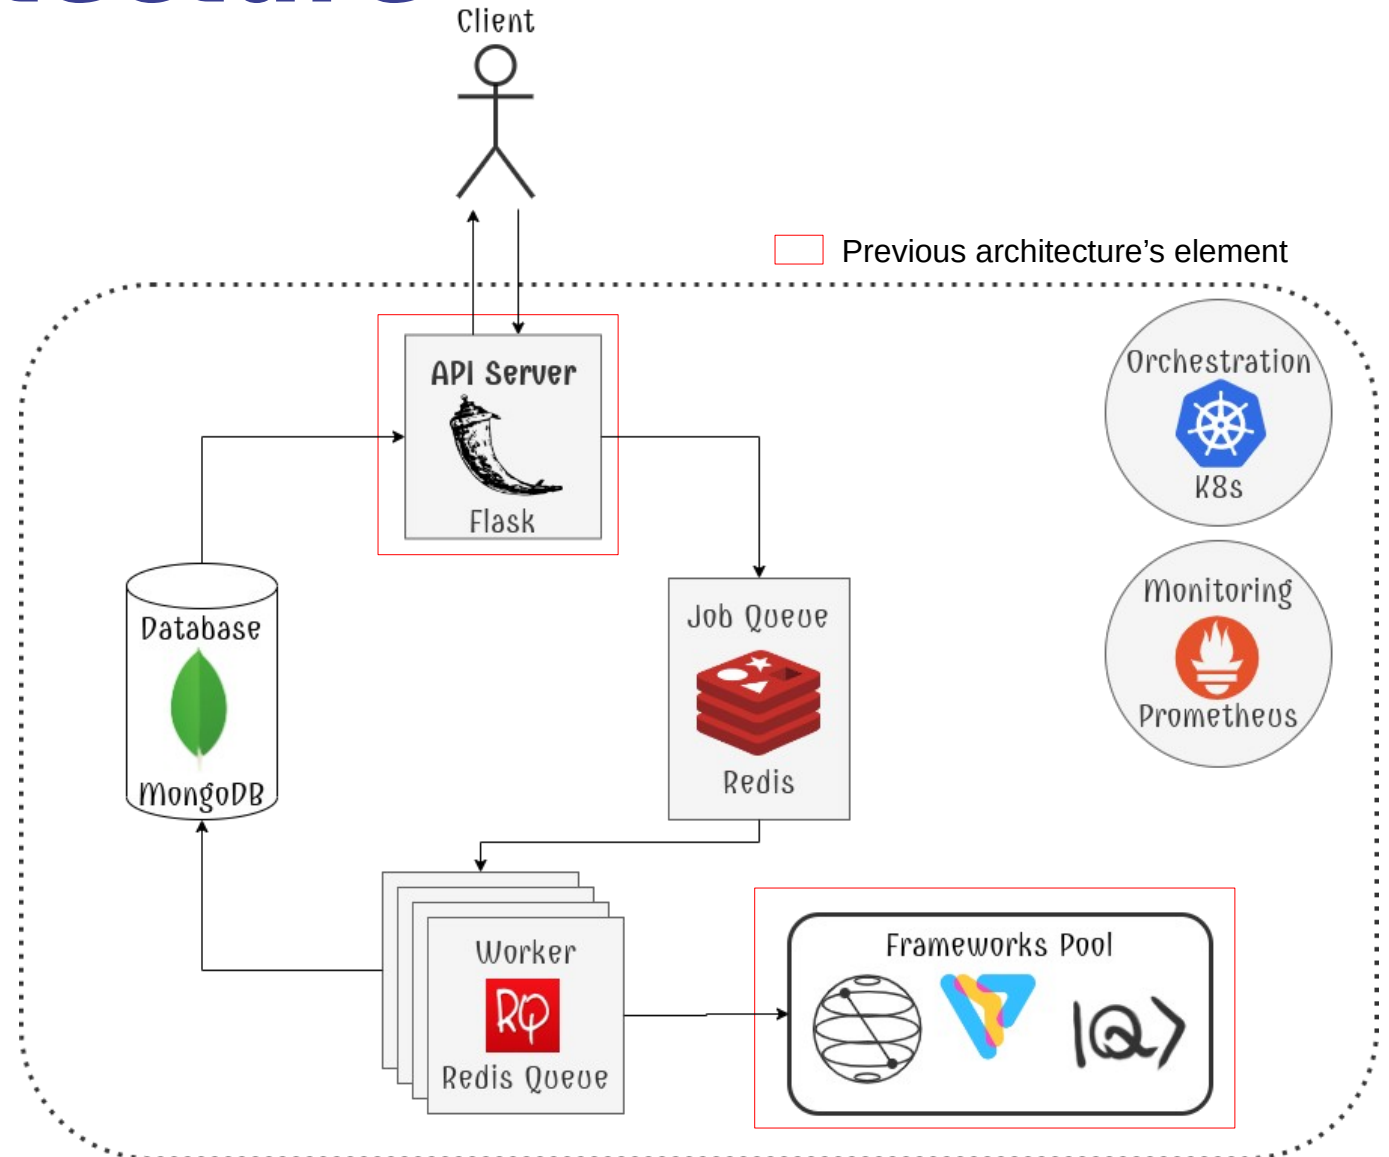 Client
Previous architecture’s element
API Server
Flask
Orchestration
K8s
Database
MongoDB
Job Queue
Redis
Monitoring
Prometheus
Worker
RQ
Redis Queue
Frameworks Pool
|Q⟩